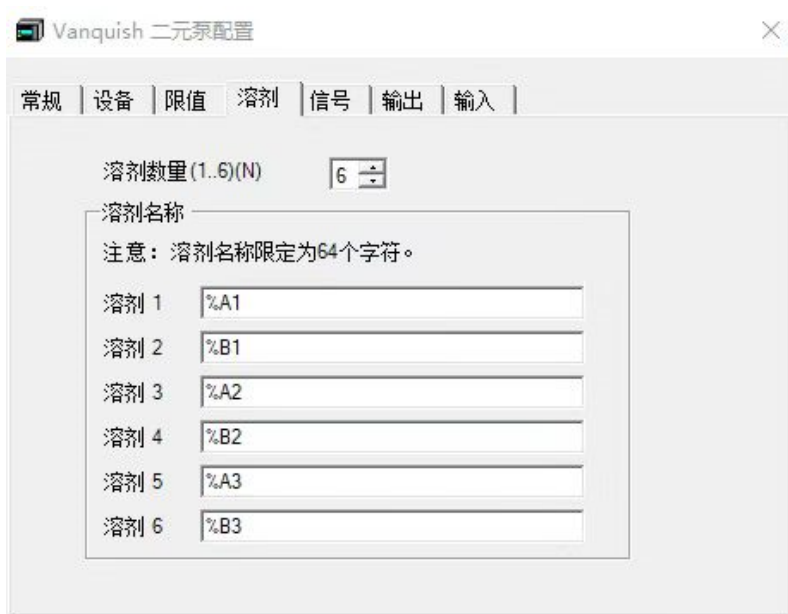 Vanquish 二元泵配置
常规 设备 限值 溶剂 信号 输出 输入
溶剂数量(1..6)(N) 6
溶剂名称
注意：溶剂名称限定为64个字符。
溶剂 1 %A1
溶剂 2 %B1
溶剂 3 %A2
溶剂 4 %B2
溶剂 5 %A3
溶剂 6 %B3